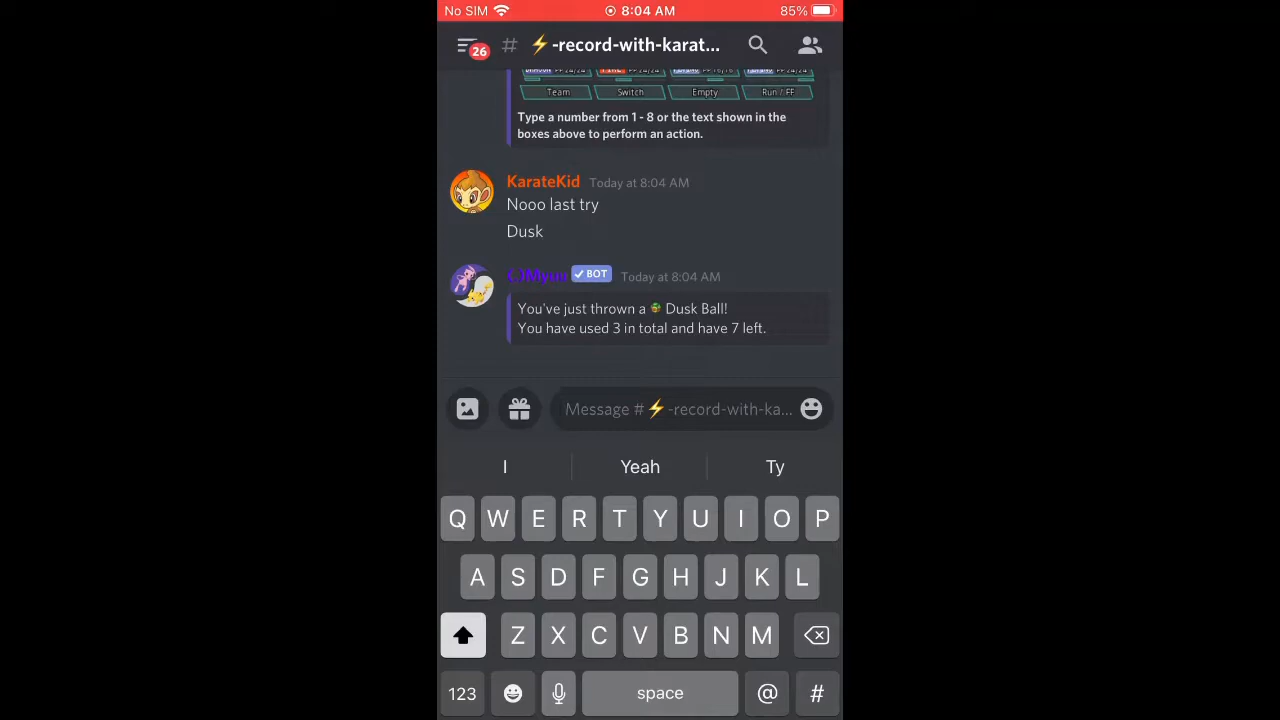 No SIM 8:04 AM 85%
26 # ⚡-record-with-karat...
Team Switch Empty Run / FF
Type a number from 1 - 8 or the text shown in the
boxes above to perform an action.
KarateKid Today at 8:04 AM
Nooo last try
Dusk
BOT Today at 8:04 AM
You've just thrown a Dusk Ball!
You have used 3 in total and have 7 left.
Message #⚡-record-with-ka...
I Yeah Ty
Q W E R T Y U I O P
A S D F G H J K L
Z X C V B N M
123 space @ #